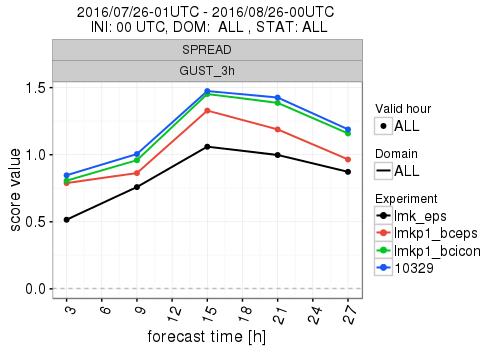 2016/07/26-01UTC - 2016/08/26-00UTC
INI: 00 UTC, DOM: ALL , STAT: ALL
SPREAD
GUST_3h
score value
1.5
1.0
0.5
0.0
3
6
9
12
15
18
21
24
27
forecast time [h]
Valid hour
ALL
Domain
ALL
Experiment
lmk_eps
lmkp1_bceps
lmkp1_bcicon
10329